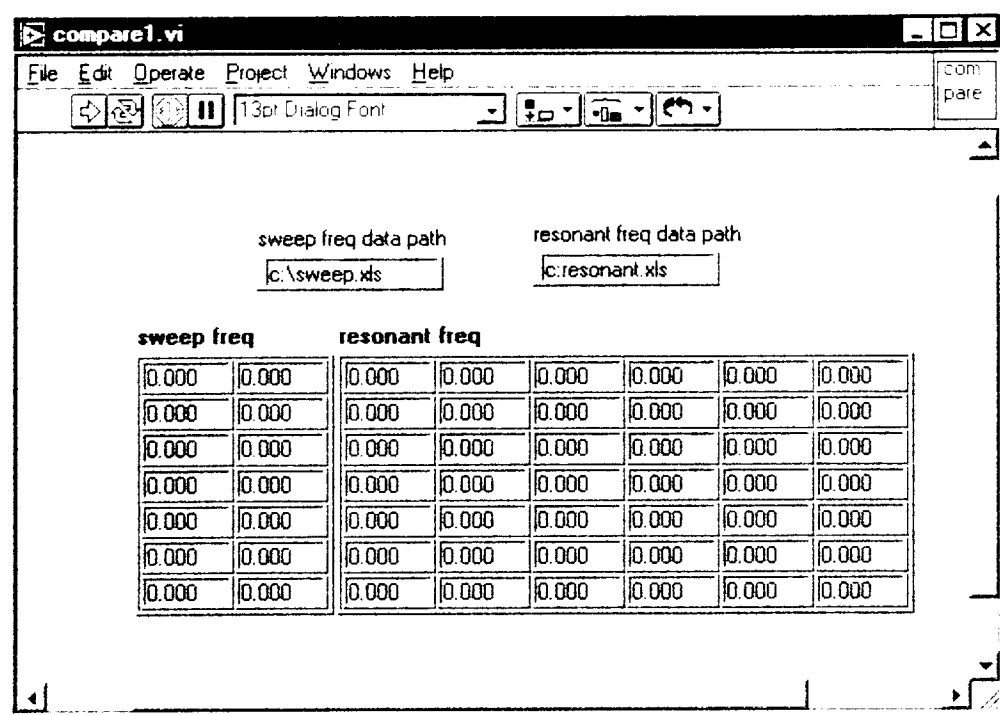 compare1.vi
File Edit Operate Project Windows Help
com
pare
13pt Dialog Font
sweep freq data path
resonant freq data path
c:\sweep.xls
c:resonant.xls
sweep freq resonant freq
0.000 0.000 0.000 0.000 0.000 0.000 0.000 0.000
0.000 0.000 0.000 0.000 0.000 0.000 0.000 0.000
0.000 0.000 0.000 0.000 0.000 0.000 0.000 0.000
0.000 0.000 0.000 0.000 0.000 0.000 0.000 0.000
0.000 0.000 0.000 0.000 0.000 0.000 0.000 0.000
0.000 0.000 0.000 0.000 0.000 0.000 0.000 0.000
0.000 0.000 0.000 0.000 0.000 0.000 0.000 0.000